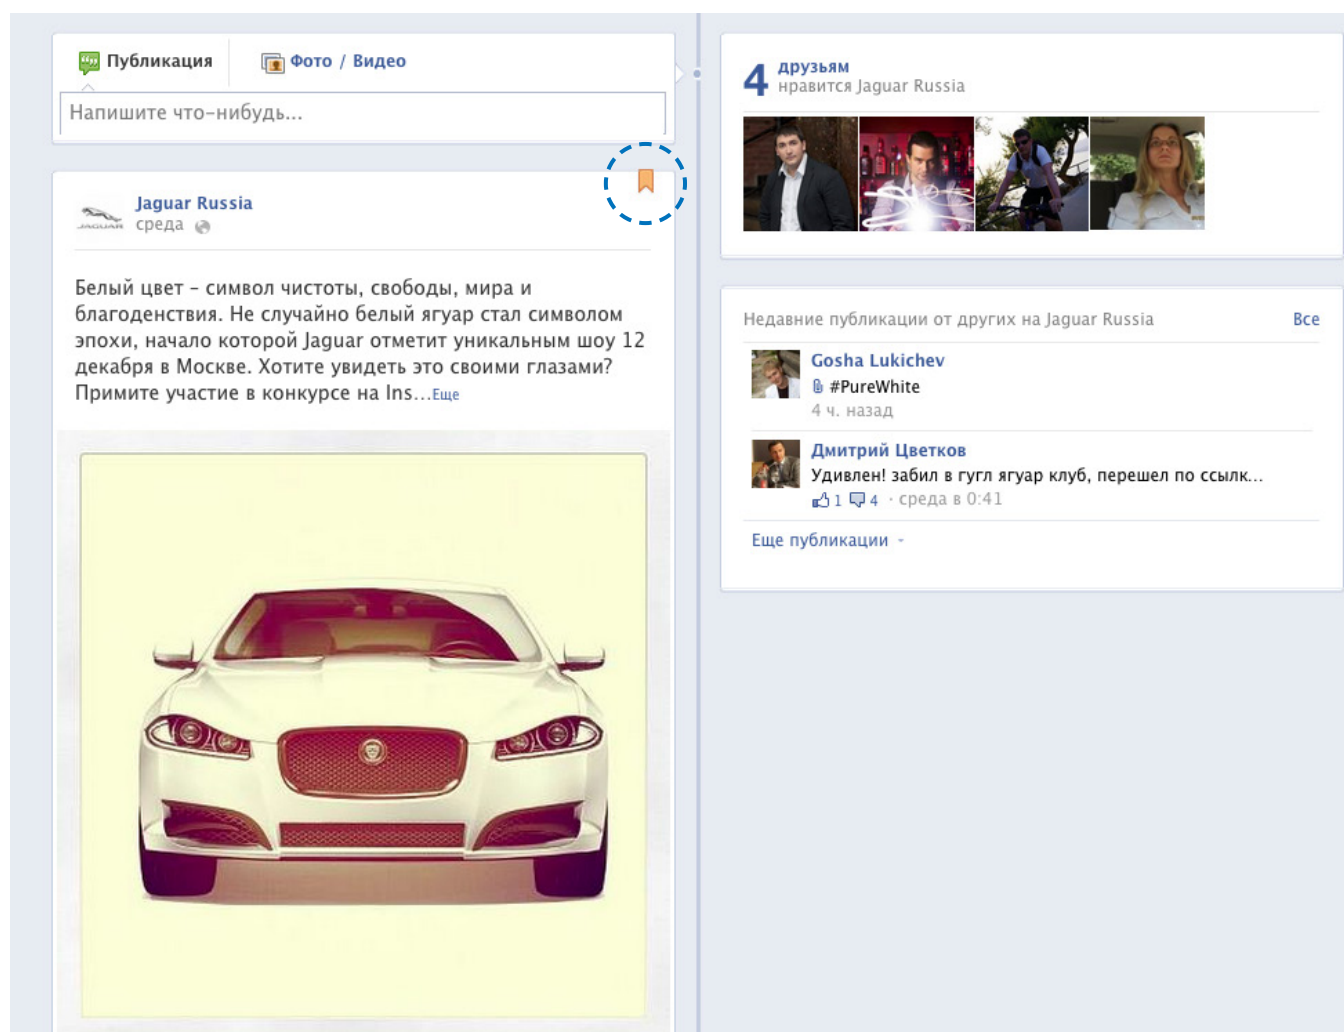 Публикация
Фото / Видео
Напишите что-нибудь...
Jaguar Russia
JAGUAR
среда
Белый цвет – символ чистоты, свободы, мира и
благоденствия. Не случайно белый ягуар стал символом
эпохи, начало которой Jaguar отметит уникальным шоу 12
декабря в Москве. Хотите увидеть это своими глазами?
Примите участие в конкурсе на Ins...Еще
4 друзьям
нравится Jaguar Russia
Недавние публикации от других на Jaguar Russia Все
Gosha Lukichev
#PureWhite
4 ч. назад
Дмитрий Цветков
Удивлен! забил в гугл ягуар клуб, перешел по ссылк...
1 4 · среда в 0:41
Еще публикации